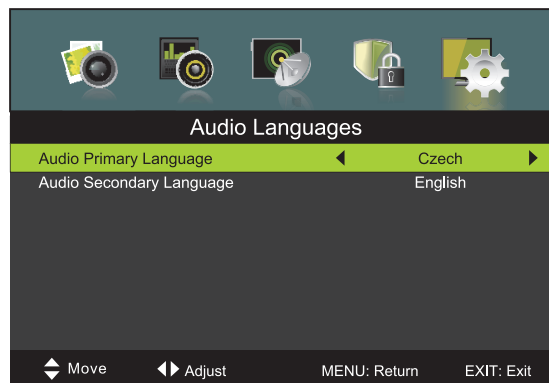 Audio Languages
Audio Primary Language Czech
Audio Secondary Language English
Move Adjust MENU: Return EXIT: Exit